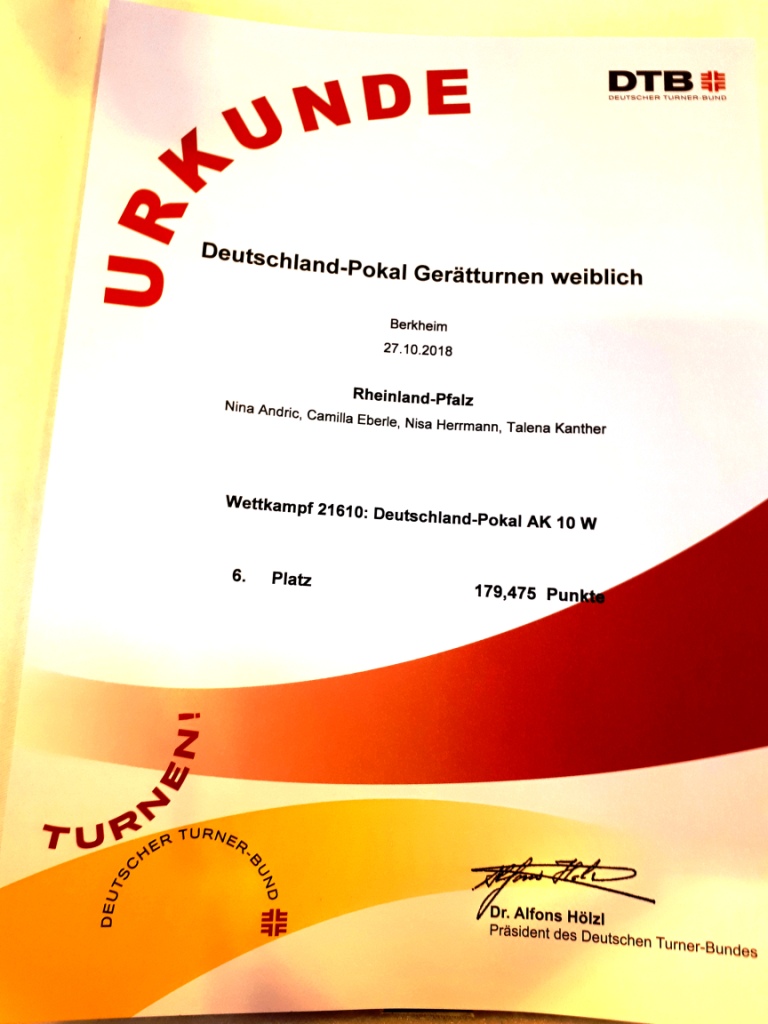 URKUNDE
DTB
DEUTSCHER TURNER-BUND
Deutschland-Pokal Gerätturnen weiblich
Berkheim
27.10.2018
Rheinland-Pfalz
Nina Andric, Camilla Eberle, Nisa Herrmann, Talena Kanther
Wettkampf 21610: Deutschland-Pokal AK 10 W
6. Platz 179,475 Punkte
TURNEN!
DEUTSCHER TURNER-BUND
Alfons Hölzl
Dr. Alfons Hölzl
Präsident des Deutschen Turner-Bundes